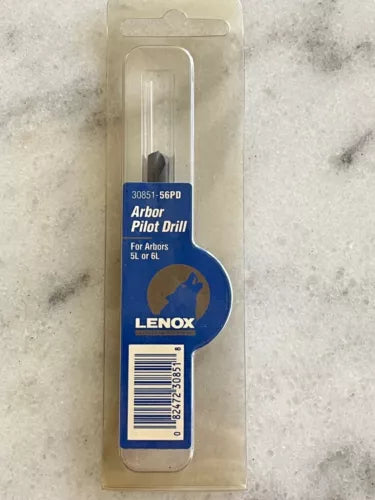 30851-56PD
Arbor
Pilot Drill
For Arbors
5L or 6L
LENOX
0 82472 30851 8